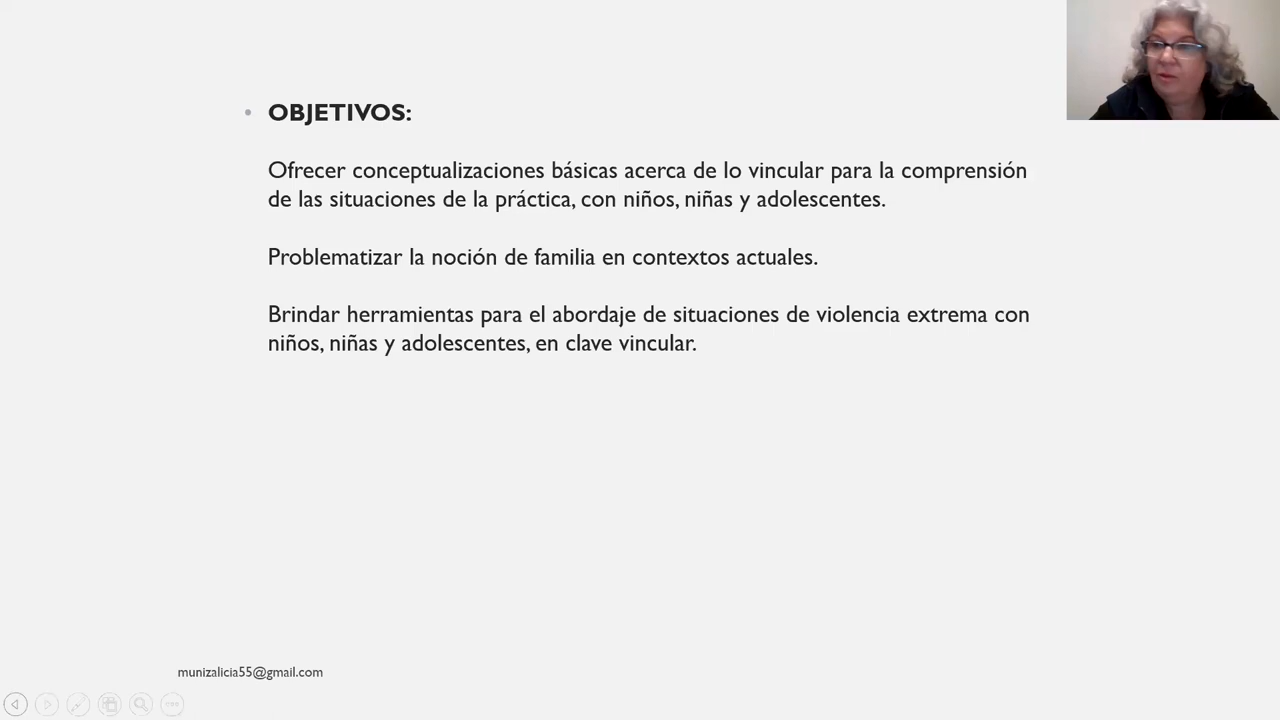 OBJETIVOS:
Ofrecer conceptualizaciones básicas acerca de lo vincular para la comprensión
de las situaciones de la práctica, con niños, niñas y adolescentes.
Problematizar la noción de familia en contextos actuales.
Brindar herramientas para el abordaje de situaciones de violencia extrema con
niños, niñas y adolescentes, en clave vincular.
munizalicia55@gmail.com